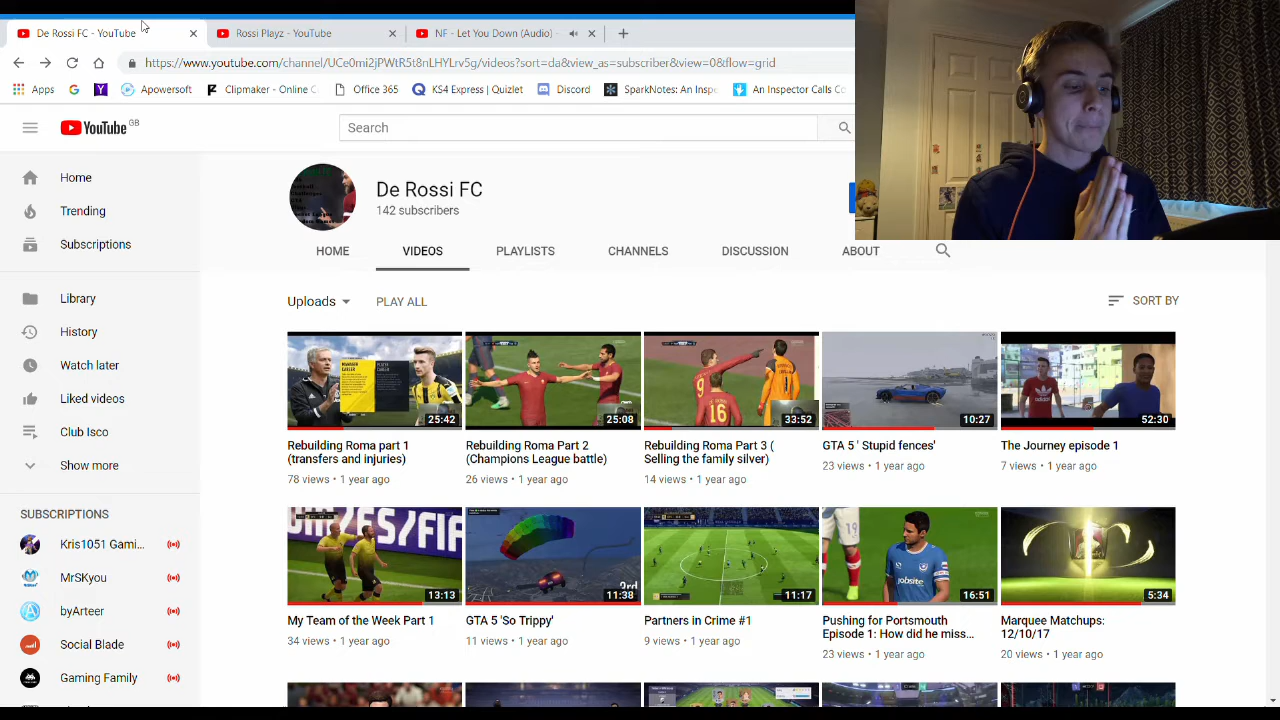 De Rossi FC - YouTube
Rossi Playz - YouTube
NF - Let You Down (Audio) -
https://www.youtube.com/channel/UCe0mi2jPWtR5t8nLHYLrv5g/videos?sort=da&view_as=subscriber&view=0&flow=grid
Apps
Apowersoft
Clipmaker - Online C
Office 365
KS4 Express | Quizlet
Discord
SparkNotes: An Inspe
An Inspector Calls Co
YouTube GB
Search
Home
Trending
Subscriptions
Library
History
Watch later
Liked videos
Club Isco
Show more
SUBSCRIPTIONS
Kris1051 Gami...
MrSKyou
byArteer
Social Blade
Gaming Family
De Rossi FC
142 subscribers
HOME
VIDEOS
PLAYLISTS
CHANNELS
DISCUSSION
ABOUT
Uploads
PLAY ALL
SORT BY
25:42
25:08
33:52
10:27
52:30
Rebuilding Roma part 1
(transfers and injuries)
78 views • 1 year ago
Rebuilding Roma Part 2
(Champions League battle)
26 views • 1 year ago
Rebuilding Roma Part 3 (
Selling the family silver)
14 views • 1 year ago
GTA 5 ' Stupid fences'
23 views • 1 year ago
The Journey episode 1
7 views • 1 year ago
13:13
3rd
11:38
11:17
jobsite
16:51
5:34
My Team of the Week Part 1
34 views • 1 year ago
GTA 5 'So Trippy'
11 views • 1 year ago
Partners in Crime #1
9 views • 1 year ago
Pushing for Portsmouth
Episode 1: How did he miss...
23 views • 1 year ago
Marquee Matchups:
12/10/17
20 views • 1 year ago